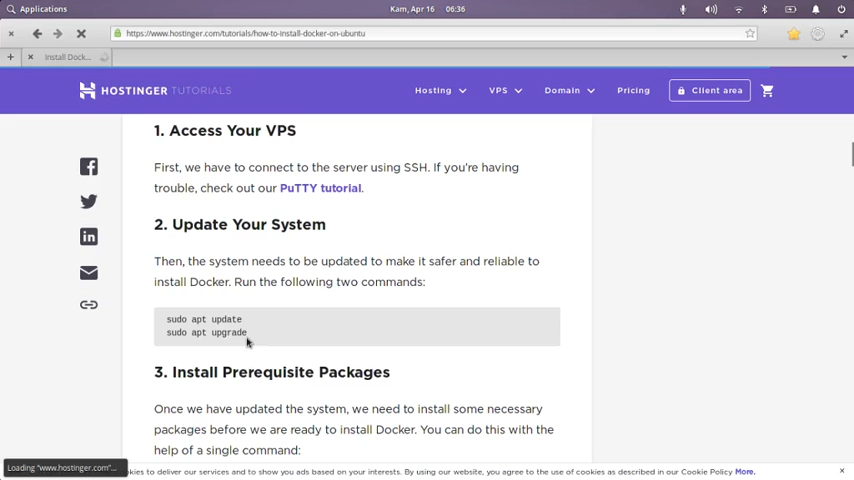 Applications
Kam, Apr 16 06:36
https://www.hostinger.com/tutorials/how-to-install-docker-on-ubuntu
Install Dock...
HOSTINGER TUTORIALS
Hosting
VPS
Domain
Pricing
Client area
1. Access Your VPS
First, we have to connect to the server using SSH. If you're having
trouble, check out our PuTTY tutorial.
2. Update Your System
Then, the system needs to be updated to make it safer and reliable to
install Docker. Run the following two commands:
sudo apt update
sudo apt upgrade
3. Install Prerequisite Packages
Once we have updated the system, we need to install some necessary
packages before we are ready to install Docker. You can do this with the
help of a single command:
Loading "www.hostinger.com"...
okies to deliver our services and to show you ads based on your interests. By using our website, you agree to the use of cookies as described in our Cookie Policy More.